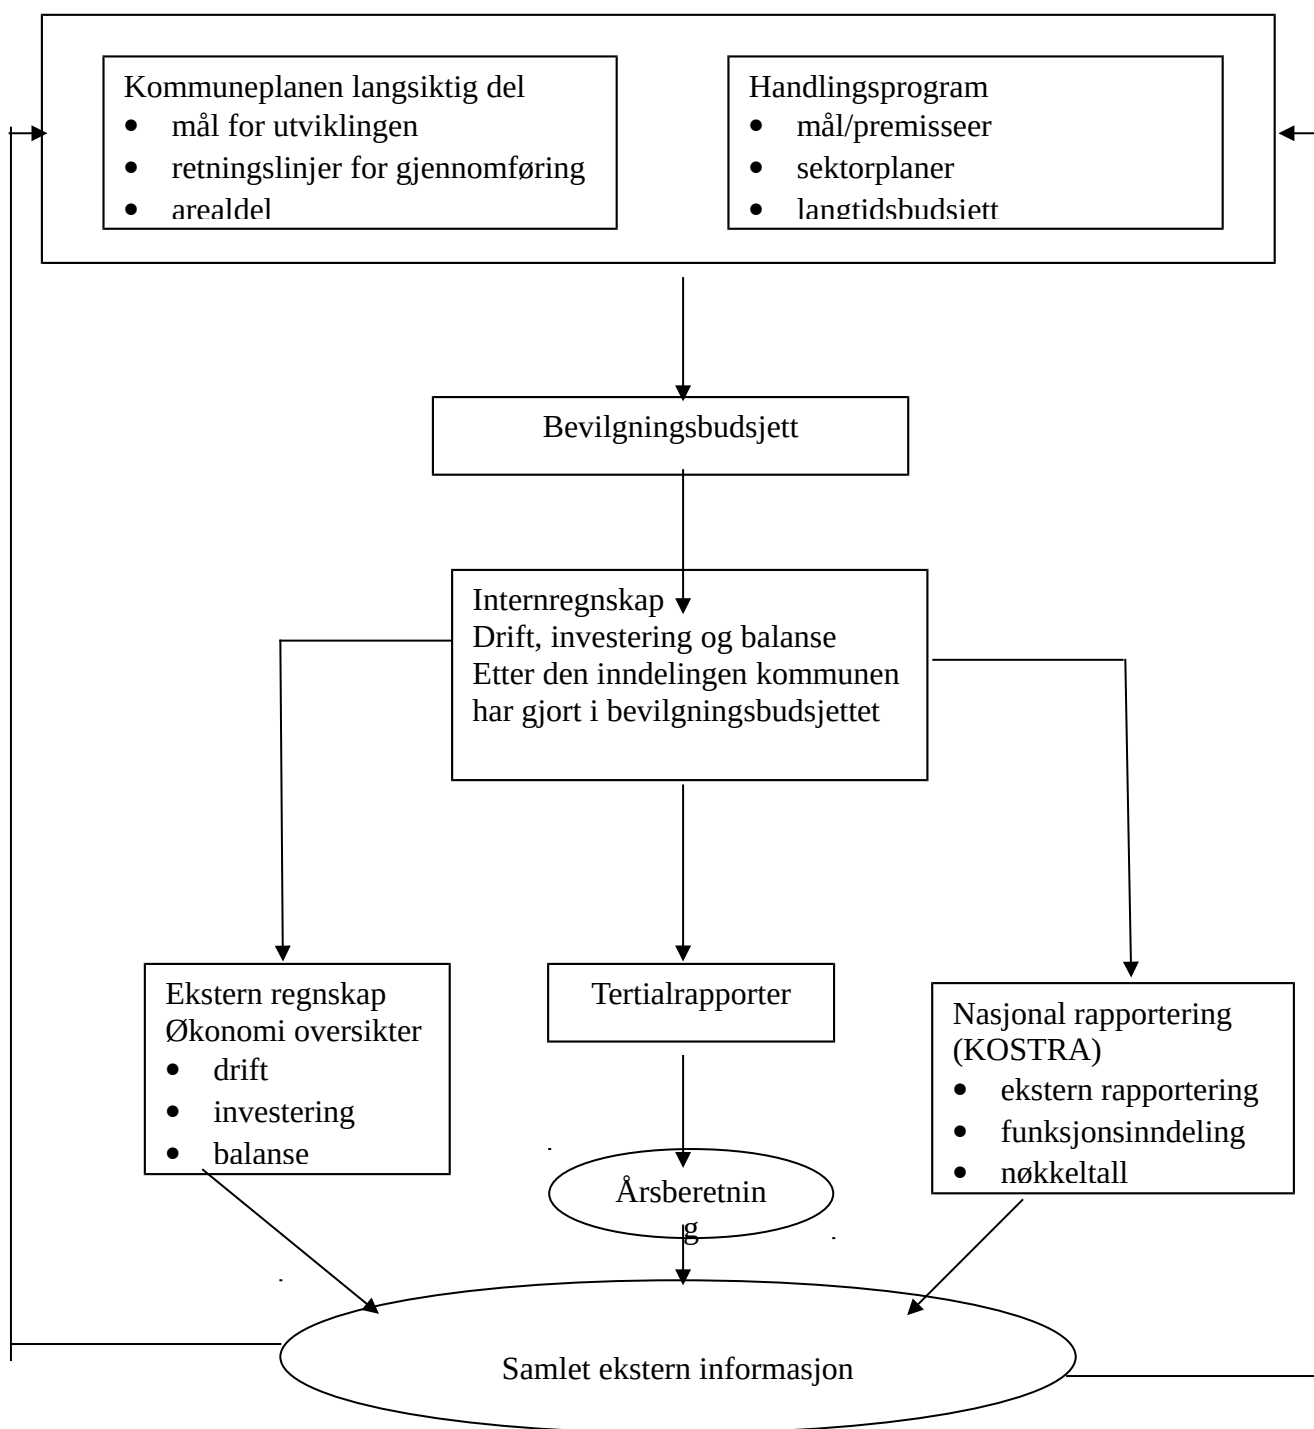 Kommuneplanen langsiktig del
• mål for utviklingen
• retningslinjer for gjennomføring
• arealdel
Handlingsprogram
• mål/premisseer
• sektorplaner
• langtidsbudsjett
Bevilgningsbudsjett
Internregnskap
Drift, investering og balanse
Etter den inndelingen kommunen
har gjort i bevilgningsbudsjettet
Ekstern regnskap
Økonomi oversikter
• drift
• investering
• balanse
Tertialrapporter
Nasjonal rapportering
(KOSTRA)
• ekstern rapportering
• funksjonsinndeling
• nøkkeltall
Årsberetnin
g
Samlet ekstern informasjon